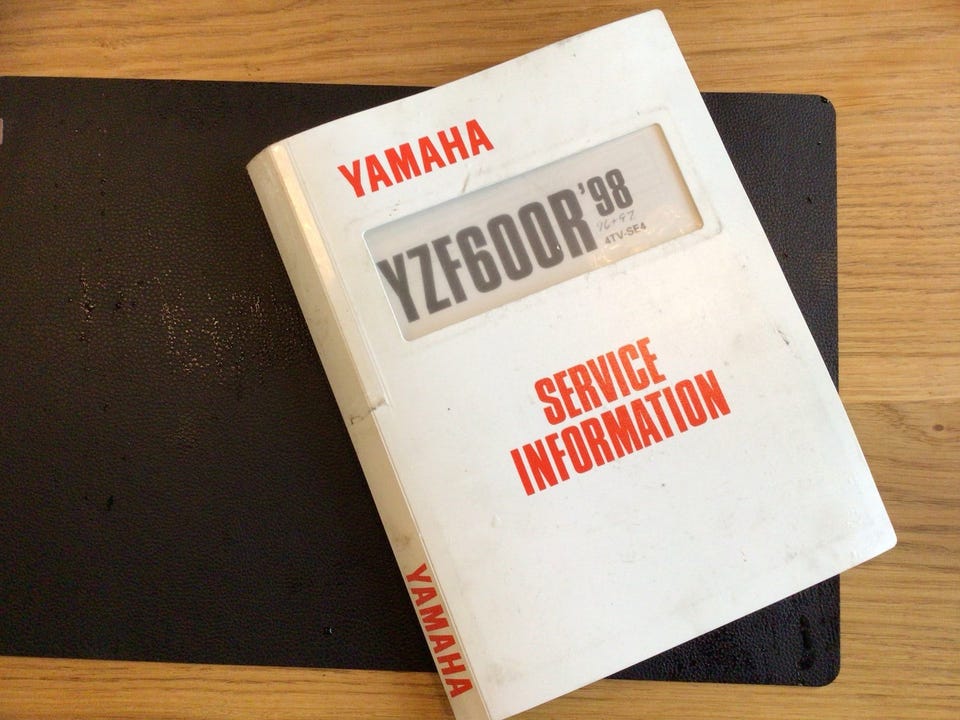 YAMAHA
YZF600R'98
96+97
4TV-SE4
SERVICE
INFORMATION
YAMAHA